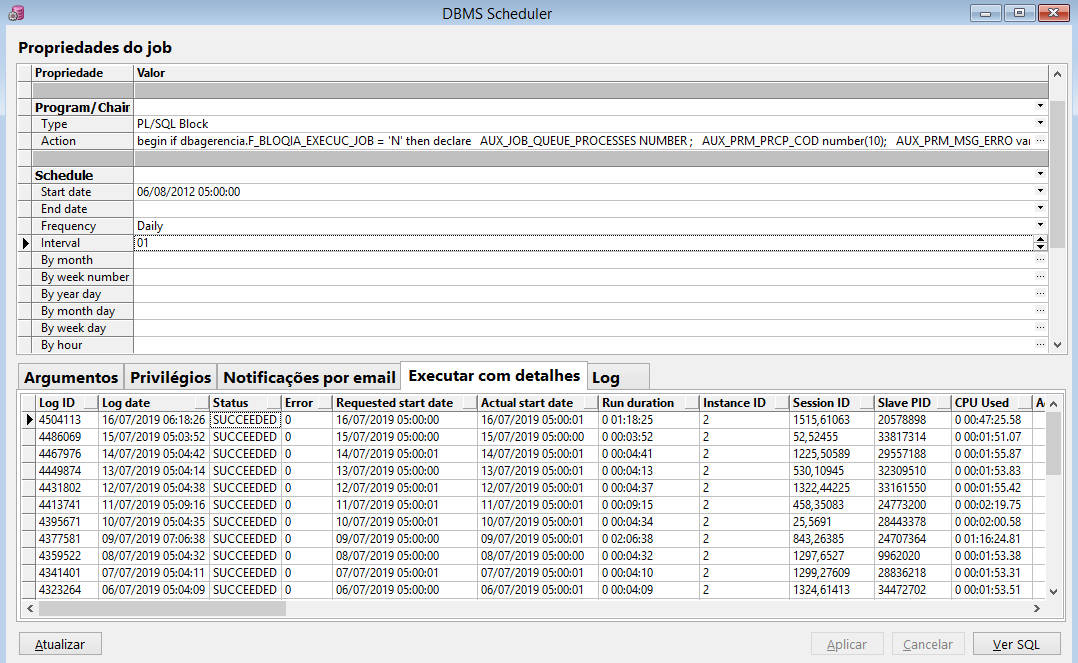 DBMS Scheduler
Propriedades do job
Propriedade Valor
Program/Chair
Type PL/SQL Block
Action begin if dbagerencia.F_BLOQIA_EXECUC_JOB = 'N' then declare AUX_JOB_QUEUE_PROCESSES NUMBER ; AUX_PRM_PRCP_COD number(10); AUX_PRM_MSG_ERRO var ...
Schedule
Start date 06/08/2012 05:00:00
End date
Frequency Daily
Interval 01
By month ...
By week number ...
By year day ...
By month day ...
By week day ...
By hour ...
Argumentos Privilégios Notificações por email Executar com detalhes Log
Log ID Log date Status Error Requested start date Actual start date Run duration Instance ID Session ID Slave PID CPU Used
4504113 16/07/2019 06:18:26 SUCCEEDED 0 16/07/2019 05:00:00 16/07/2019 05:00:01 0 01:18:25 2 1515,61063 20578898 0 00:47:25.58
4486069 15/07/2019 05:03:52 SUCCEEDED 0 15/07/2019 05:00:00 15/07/2019 05:00:00 0 00:03:52 2 52,52455 33817314 0 00:01:51.07
4467976 14/07/2019 05:04:42 SUCCEEDED 0 14/07/2019 05:00:01 14/07/2019 05:00:01 0 00:04:41 2 1225,50589 29557188 0 00:01:55.87
4449874 13/07/2019 05:04:14 SUCCEEDED 0 13/07/2019 05:00:00 13/07/2019 05:00:01 0 00:04:13 2 530,10945 32309510 0 00:01:53.83
4431802 12/07/2019 05:04:38 SUCCEEDED 0 12/07/2019 05:00:01 12/07/2019 05:00:01 0 00:04:37 2 1322,44225 33161550 0 00:01:55.42
4413741 11/07/2019 05:09:16 SUCCEEDED 0 11/07/2019 05:00:01 11/07/2019 05:00:01 0 00:09:15 2 458,35083 24773200 0 00:02:19.75
4395671 10/07/2019 05:04:35 SUCCEEDED 0 10/07/2019 05:00:01 10/07/2019 05:00:01 0 00:04:34 2 25,5691 28443378 0 00:02:00.58
4377581 09/07/2019 07:06:38 SUCCEEDED 0 09/07/2019 05:00:00 09/07/2019 05:00:00 0 02:06:38 2 843,26385 24707364 0 01:16:24.81
4359522 08/07/2019 05:04:32 SUCCEEDED 0 08/07/2019 05:00:00 08/07/2019 05:00:00 0 00:04:32 2 1297,6527 9962020 0 00:01:53.38
4341401 07/07/2019 05:04:11 SUCCEEDED 0 07/07/2019 05:00:01 07/07/2019 05:00:01 0 00:04:10 2 1299,27609 28836218 0 00:01:53.31
4323264 06/07/2019 05:04:09 SUCCEEDED 0 06/07/2019 05:00:00 06/07/2019 05:00:01 0 00:04:09 2 1324,61413 34472702 0 00:01:53.51
Atualizar Aplicar Cancelar Ver SQL